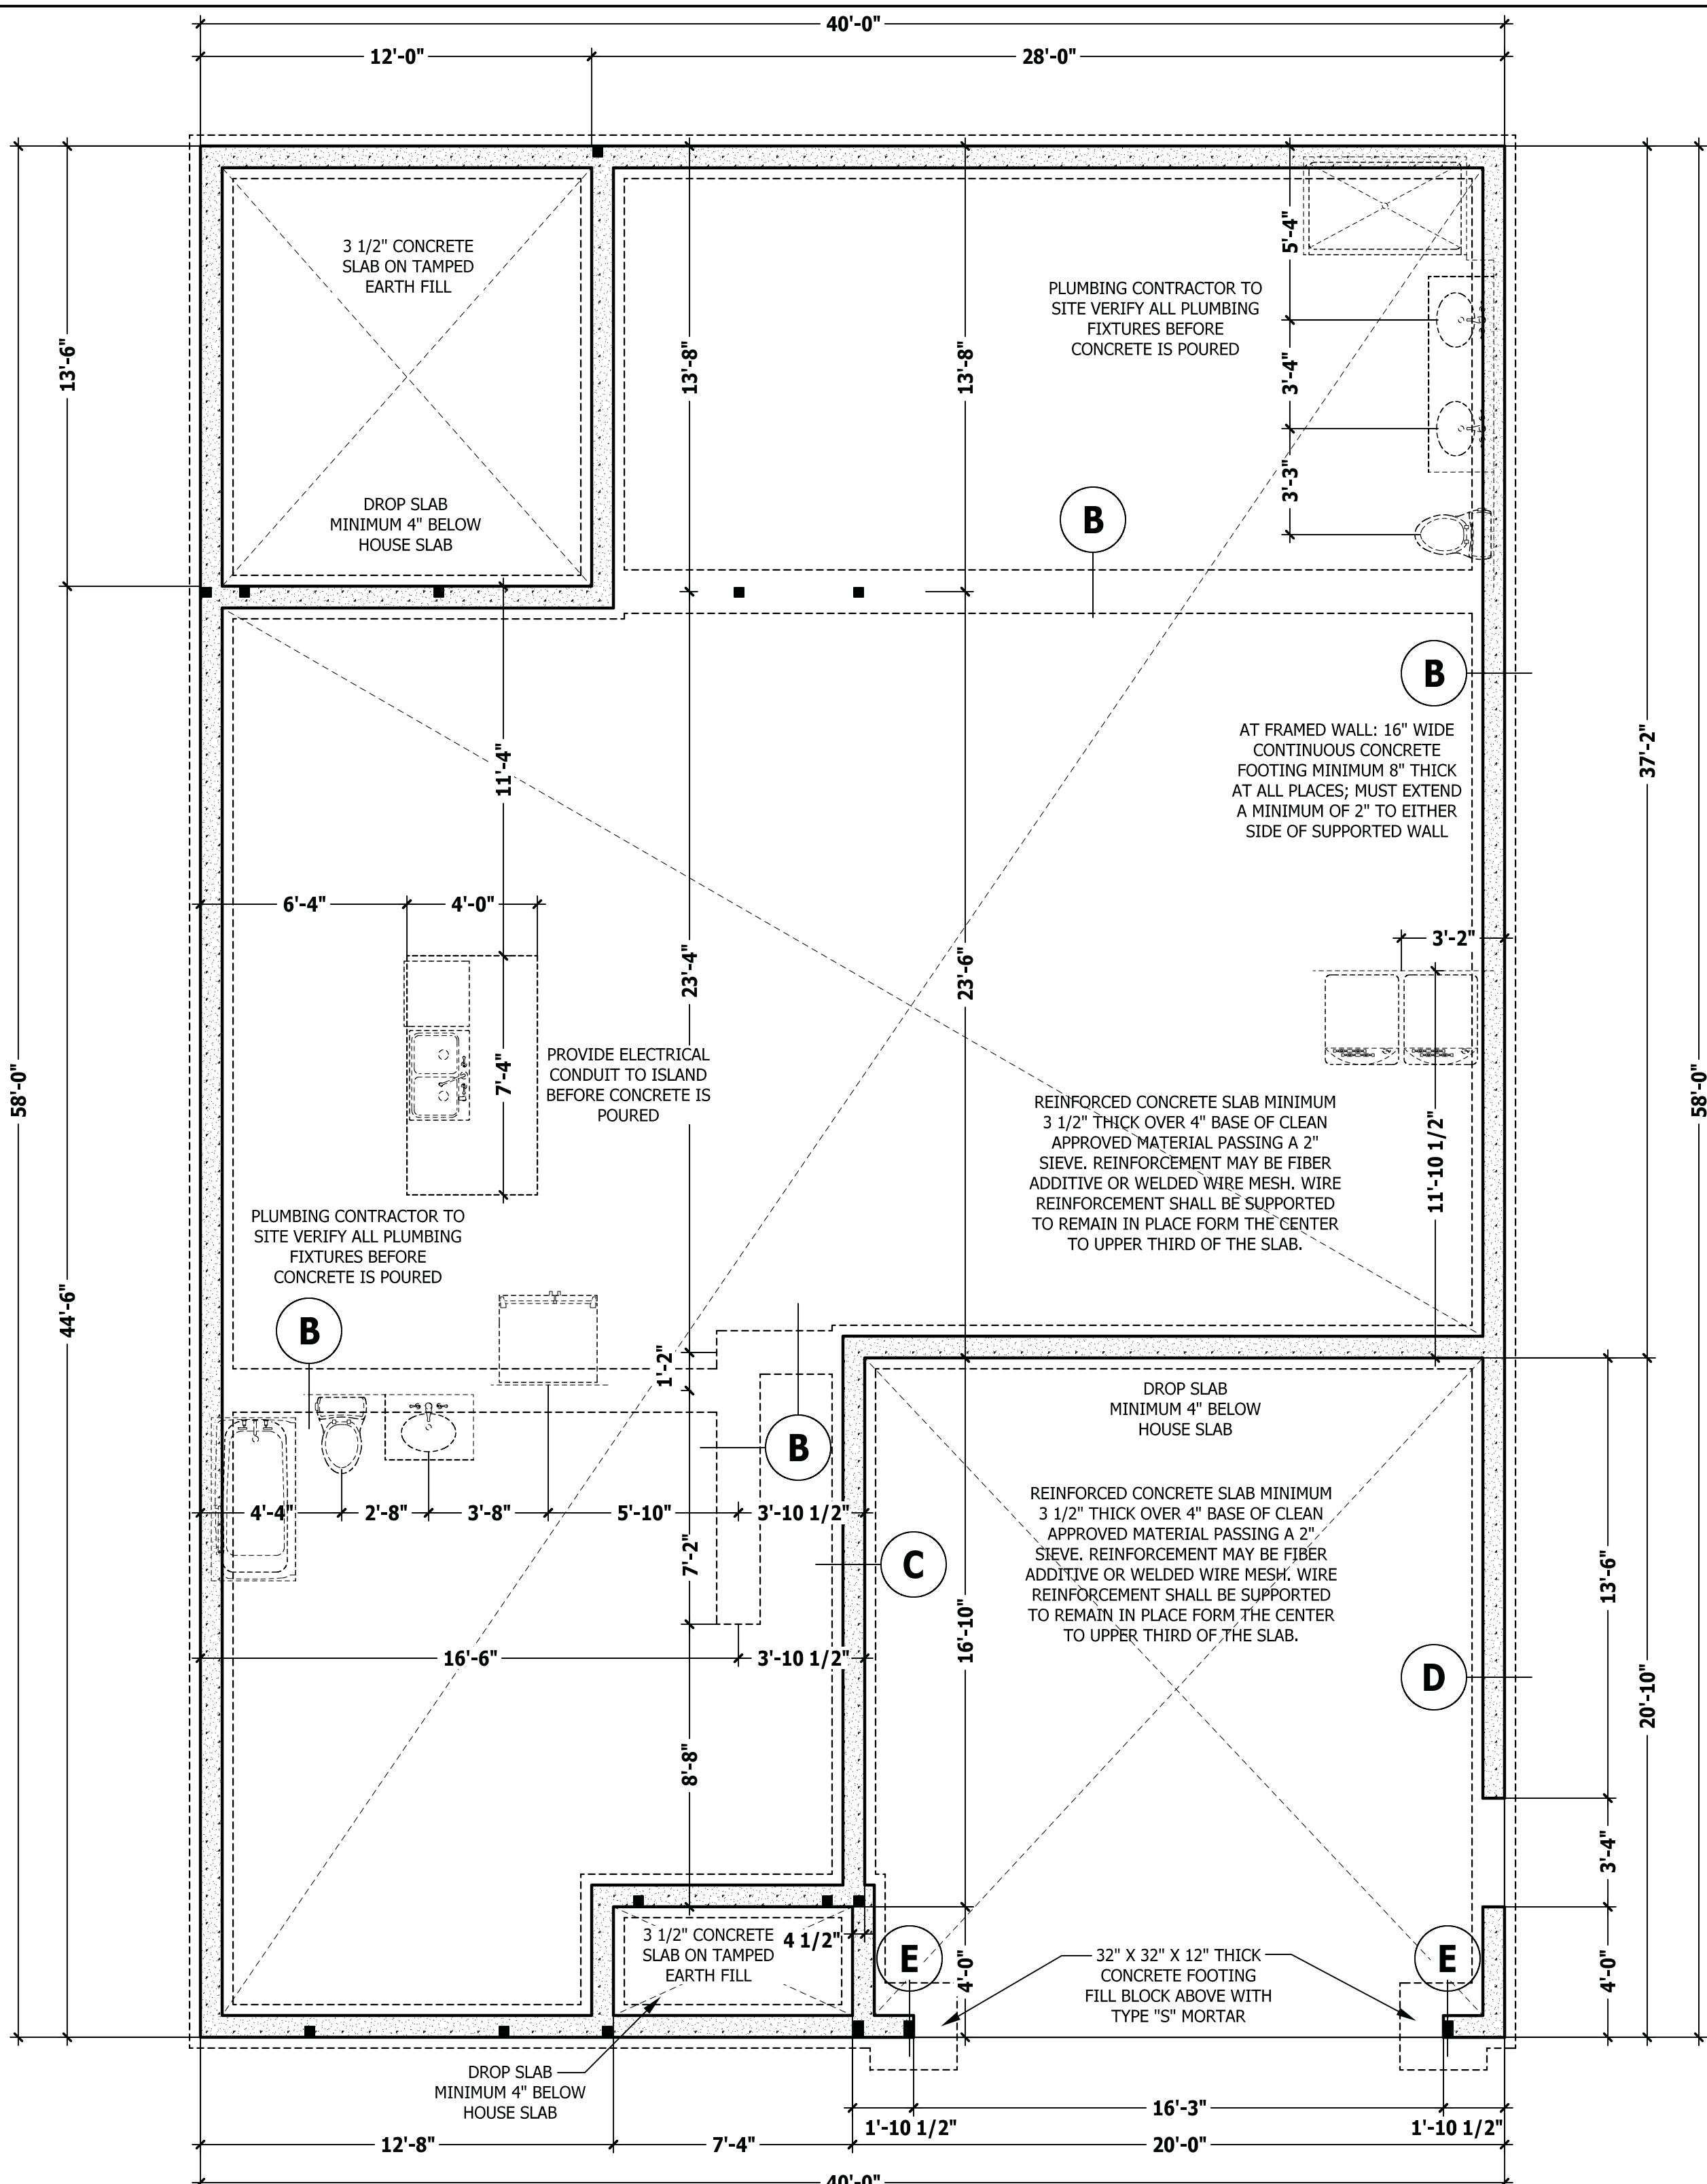 40'-0"
12'-0"
28'-0"
3 1/2" CONCRETE
SLAB ON TAMPED
EARTH FILL
DROP SLAB
MINIMUM 4" BELOW
HOUSE SLAB
13'-6"
13'-8"
13'-8"
PLUMBING CONTRACTOR TO
SITE VERIFY ALL PLUMBING
FIXTURES BEFORE
CONCRETE IS POURED
5'-4"
3'-4"
3'-3"
B
B
AT FRAMED WALL: 16" WIDE
CONTINUOUS CONCRETE
FOOTING MINIMUM 8" THICK
AT ALL PLACES; MUST EXTEND
A MINIMUM OF 2" TO EITHER
SIDE OF SUPPORTED WALL
37'-2"
11'-4"
6'-4"
4'-0"
23'-4"
23'-6"
3'-2"
58'-0"
7'-4"
PROVIDE ELECTRICAL
CONDUIT TO ISLAND
BEFORE CONCRETE IS
POURED
REINFORCED CONCRETE SLAB MINIMUM
3 1/2" THICK OVER 4" BASE OF CLEAN
APPROVED MATERIAL PASSING A 2"
SIEVE. REINFORCEMENT MAY BE FIBER
ADDITIVE OR WELDED WIRE MESH. WIRE
REINFORCEMENT SHALL BE SUPPORTED
TO REMAIN IN PLACE FORM THE CENTER
TO UPPER THIRD OF THE SLAB.
11'-10 1/2"
58'-0"
PLUMBING CONTRACTOR TO
SITE VERIFY ALL PLUMBING
FIXTURES BEFORE
CONCRETE IS POURED
44'-6"
B
1'-2"
B
DROP SLAB
MINIMUM 4" BELOW
HOUSE SLAB
4'-4"
2'-8"
3'-8"
5'-10"
3'-10 1/2"
7'-2"
C
REINFORCED CONCRETE SLAB MINIMUM
3 1/2" THICK OVER 4" BASE OF CLEAN
APPROVED MATERIAL PASSING A 2"
SIEVE. REINFORCEMENT MAY BE FIBER
ADDITIVE OR WELDED WIRE MESH. WIRE
REINFORCEMENT SHALL BE SUPPORTED
TO REMAIN IN PLACE FORM THE CENTER
TO UPPER THIRD OF THE SLAB.
13'-6"
16'-6"
3'-10 1/2"
16'-10"
D
20'-10"
8'-8"
3'-4"
3 1/2" CONCRETE
SLAB ON TAMPED
EARTH FILL
4 1/2"
E
4'-0"
32" X 32" X 12" THICK
CONCRETE FOOTING
FILL BLOCK ABOVE WITH
TYPE "S" MORTAR
E
4'-0"
DROP SLAB
MINIMUM 4" BELOW
HOUSE SLAB
16'-3"
1'-10 1/2"
1'-10 1/2"
12'-8"
7'-4"
20'-0"
40'-0"